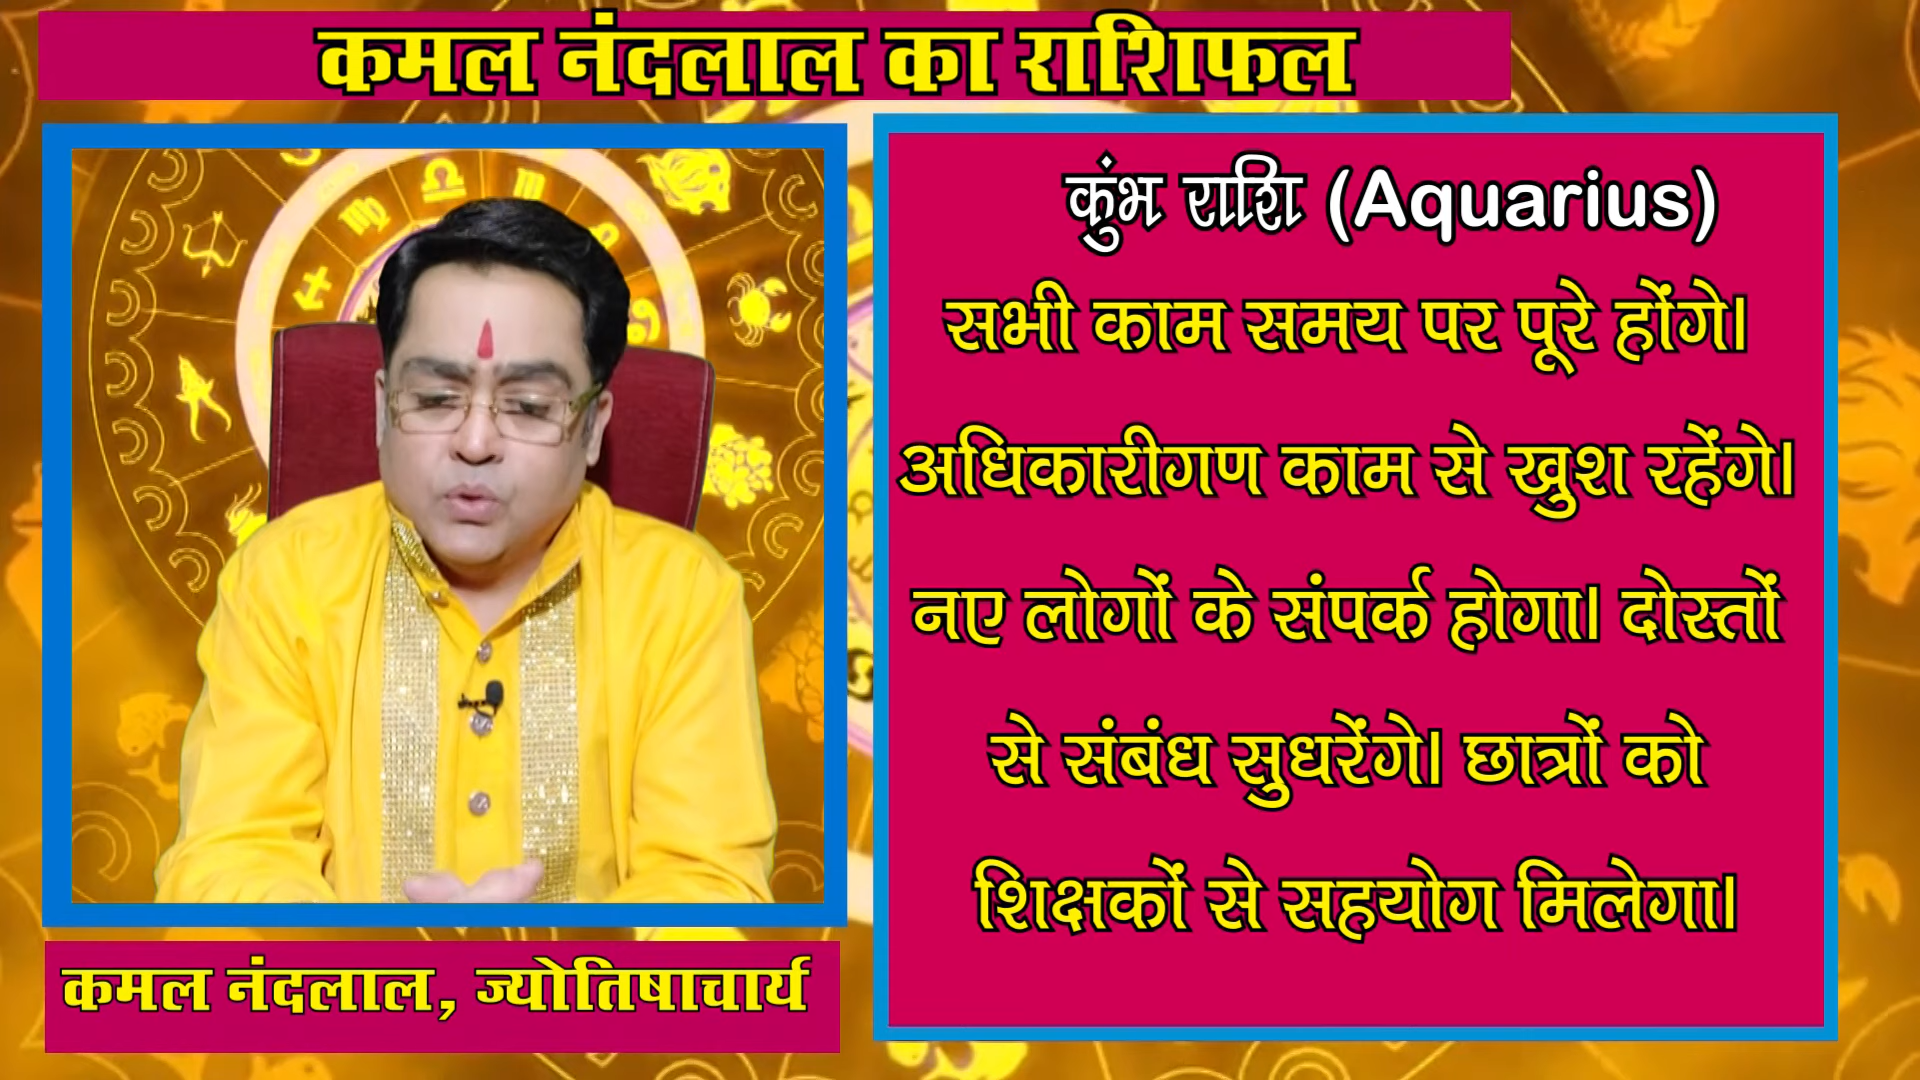 कमल नंदलाल का राशिफल
कुंभ राशि (Aquarius)
सभी काम समय पर पूरे होंगे।
अधिकारीगण काम से खुश रहेंगे।
नए लोगों के संपर्क होगा। दोस्तों
से संबंध सुधरेंगे। छात्रों को
शिक्षकों से सहयोग मिलेगा।
कमल नंदलाल, ज्योतिषाचार्य